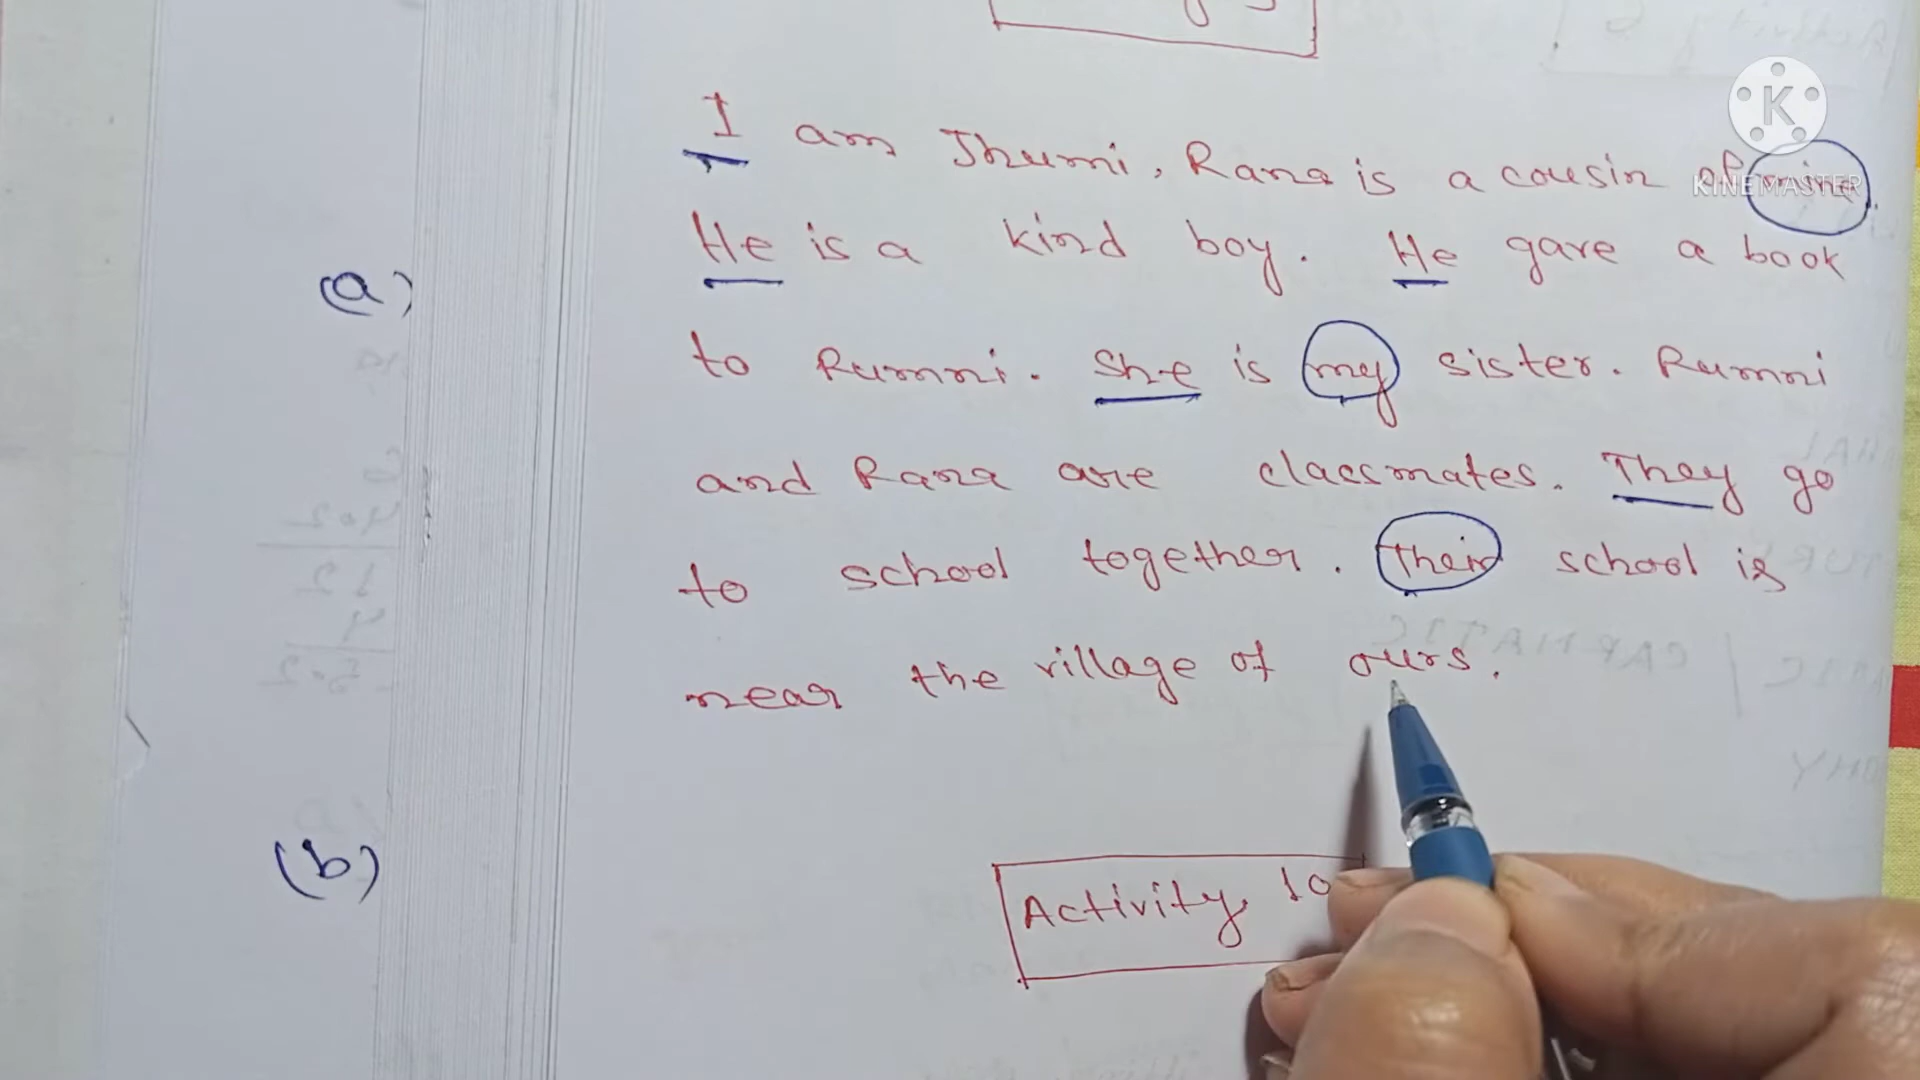 I am Jhumi, Rana is a cousin of mine.
He is a kind boy. He gave a book
to Rumni. She is my sister. Rumni
and Rana are classmates. They go
to school together. Their school is
near the village of ours.
(a)
(b)
Activity 10
KINEMASTER